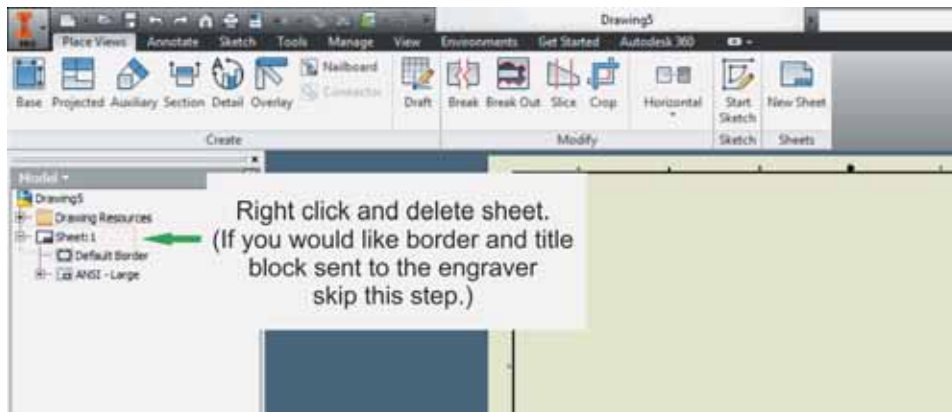 Drawing5
Place Views Annotate Sketch Tools Manage View Environments Get Started Autodesk 360
Nailboard
Connector
Base Projected Auxiliary Section Detail Overlay Draft Break Break Out Slice Crop Horizontal Start Sketch New Sheet
Create Modify Sketch Sheets
Model
Drawing5
Drawing Resources
Sheet:1
Default Border
ANSI - Large
Right click and delete sheet.
(If you would like border and title
block sent to the engraver
skip this step.)